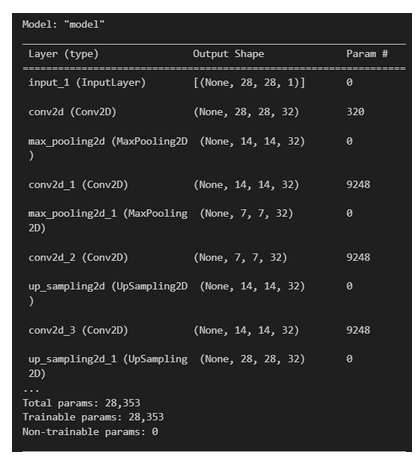 Model: "model"
Layer (type) Output Shape Param #
input_1 (InputLayer) [(None, 28, 28, 1)] 0
conv2d (Conv2D) (None, 28, 28, 32) 320
max_pooling2d (MaxPooling2D (None, 14, 14, 32) 0
)
conv2d_1 (Conv2D) (None, 14, 14, 32) 9248
max_pooling2d_1 (MaxPooling (None, 7, 7, 32) 0
2D)
conv2d_2 (Conv2D) (None, 7, 7, 32) 9248
up_sampling2d (UpSampling2D (None, 14, 14, 32) 0
)
conv2d_3 (Conv2D) (None, 14, 14, 32) 9248
up_sampling2d_1 (UpSampling (None, 28, 28, 32) 0
2D)
...
Total params: 28,353
Trainable params: 28,353
Non-trainable params: 0